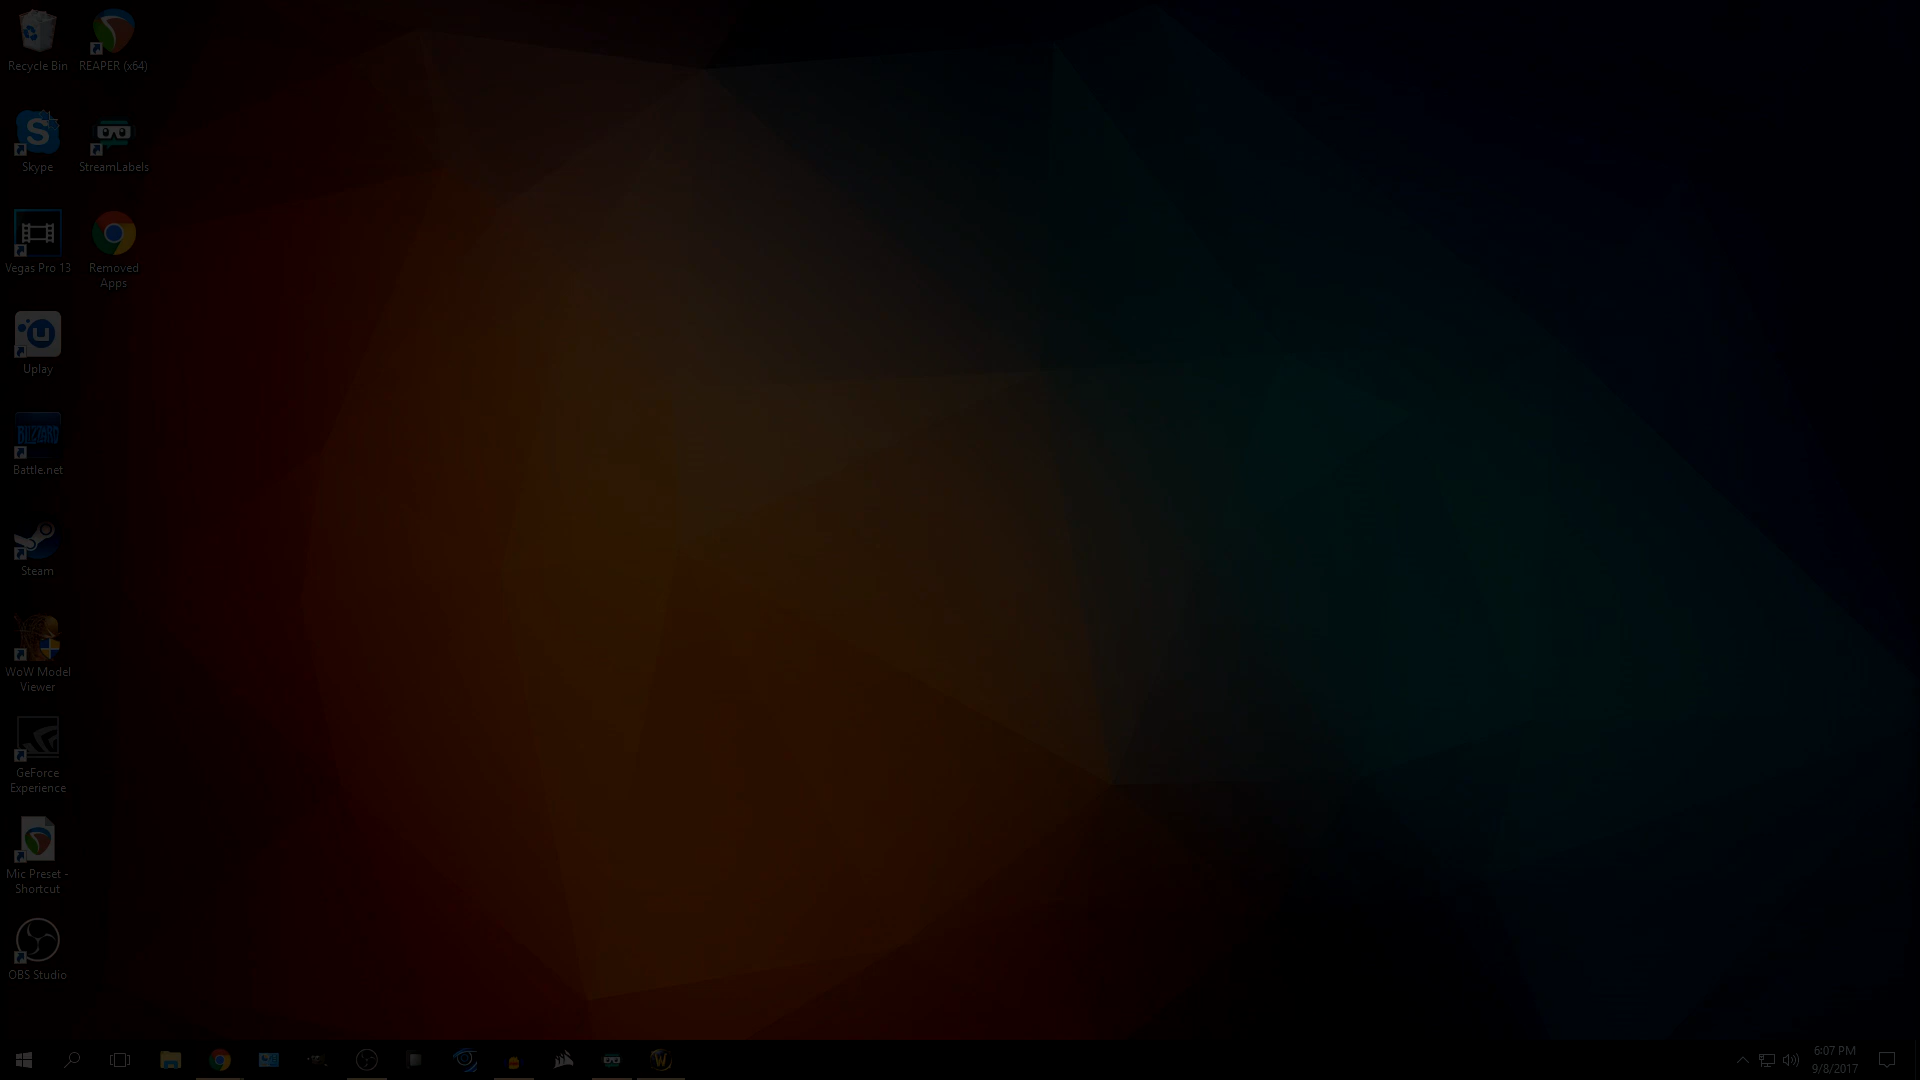 Recycle Bin
REAPER (x64)
Skype
StreamLabels
Vegas Pro 13
Removed
Apps
Uplay
BLIZZARD
Battle.net
Steam
WoW Model
Viewer
GeForce
Experience
Mic Preset -
Shortcut
OBS Studio
6:07 PM
9/8/2017